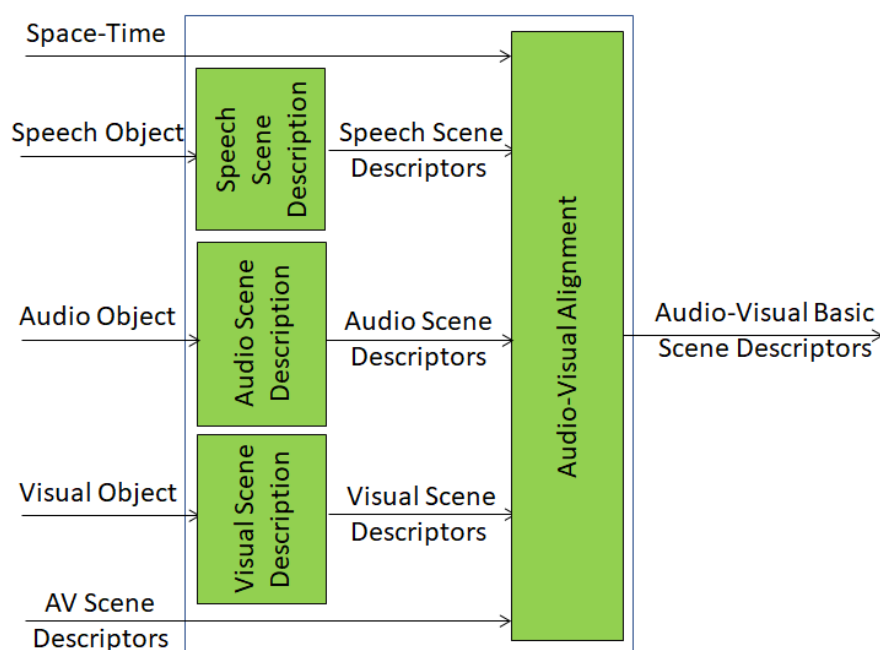 Space-Time
Speech Object
Speech
Scene
Description
Speech Scene
Descriptors
Audio Object
Audio Scene
Description
Audio Scene
Descriptors
Visual Object
Visual Scene
Description
Visual Scene
Descriptors
AV Scene
Descriptors
Audio-Visual Alignment
Audio-Visual Basic
Scene Descriptors